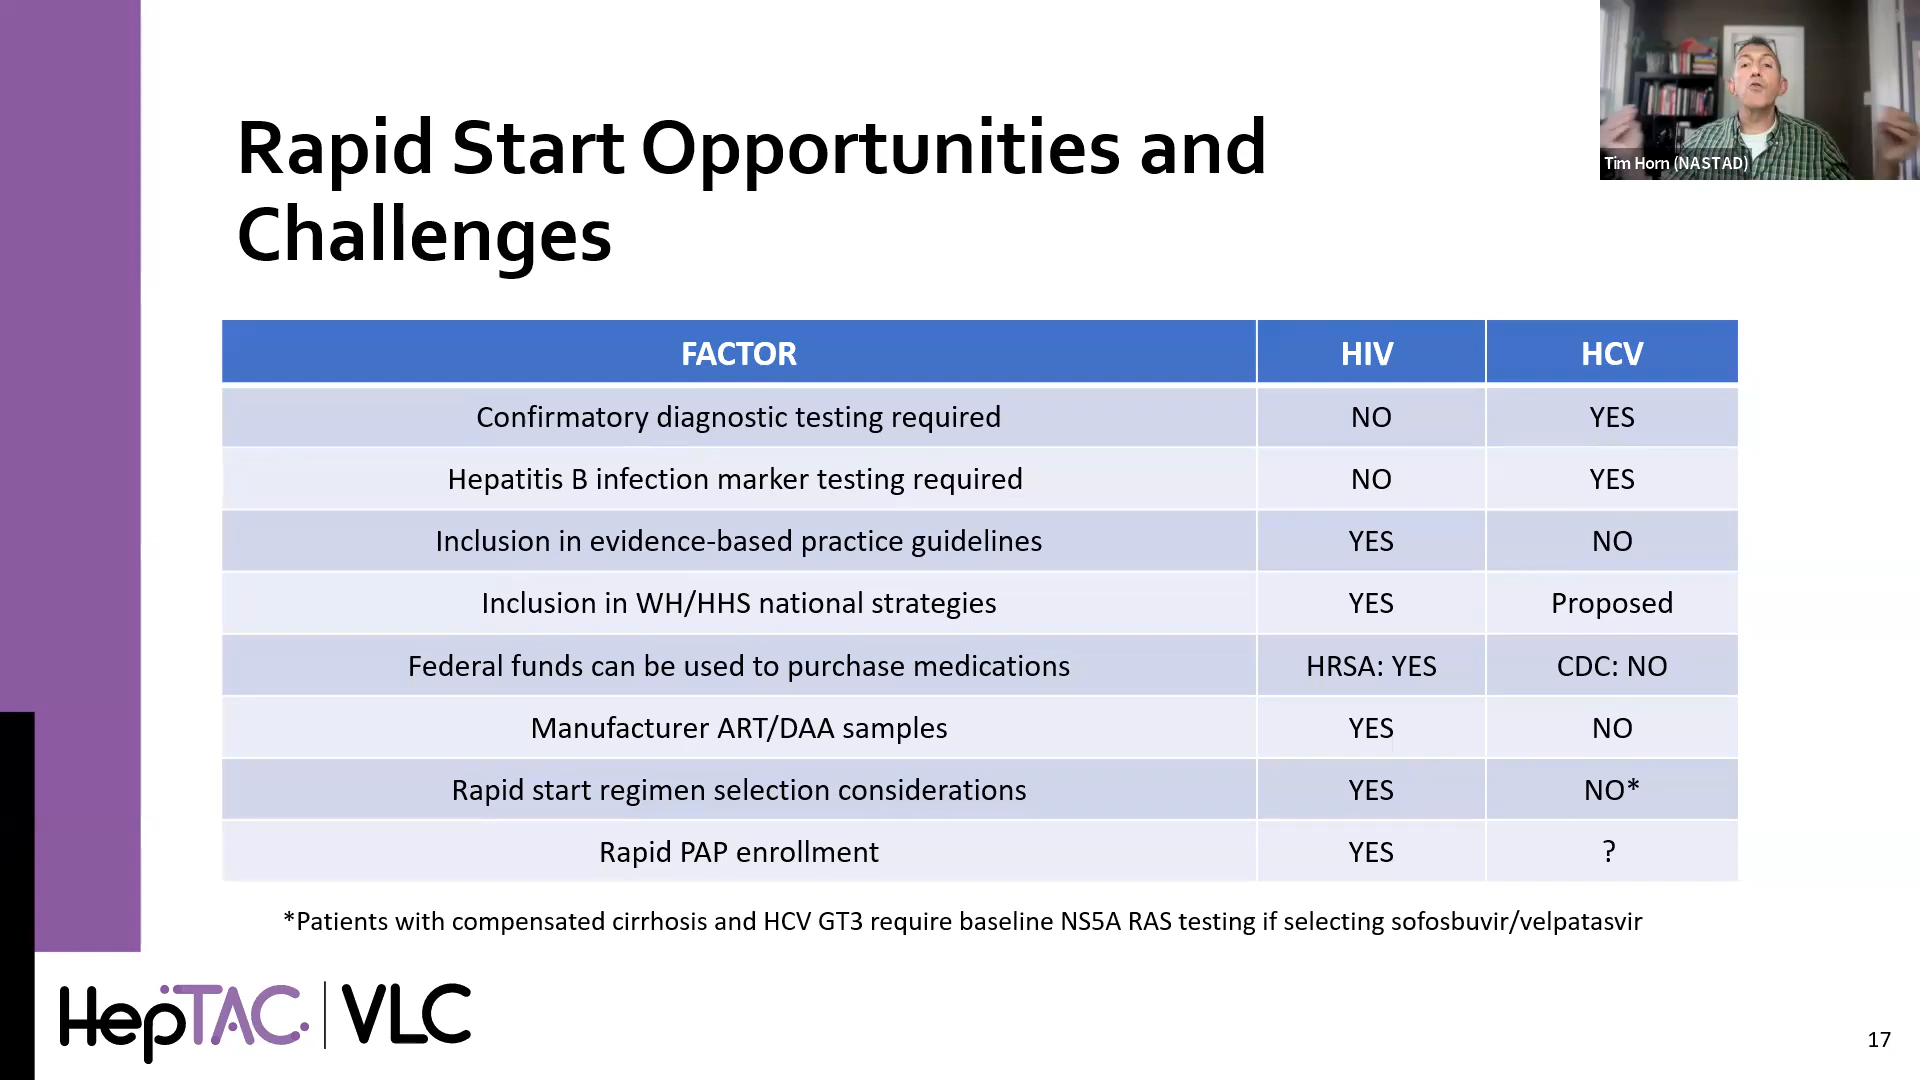 Rapid Start Opportunities and
Challenges
Tim Horn (NASTAD)
FACTOR HIV HCV
Confirmatory diagnostic testing required NO YES
Hepatitis B infection marker testing required NO YES
Inclusion in evidence-based practice guidelines YES NO
Inclusion in WH/HHS national strategies YES Proposed
Federal funds can be used to purchase medications HRSA: YES CDC: NO
Manufacturer ART/DAA samples YES NO
Rapid start regimen selection considerations YES NO*
Rapid PAP enrollment YES ?
*Patients with compensated cirrhosis and HCV GT3 require baseline NS5A RAS testing if selecting sofosbuvir/velpatasvir
HepTAC | VLC
17